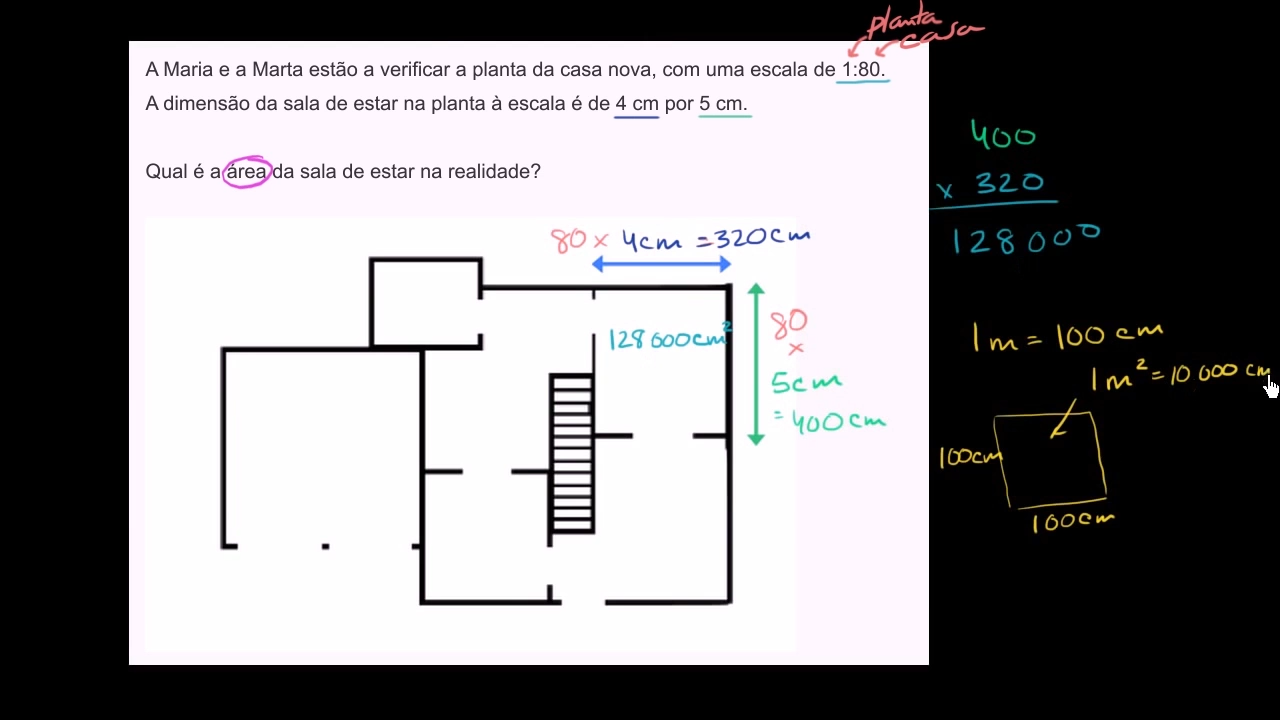 planta
casa
A Maria e a Marta estão a verificar a planta da casa nova, com uma escala de 1:80.
A dimensão da sala de estar na planta à escala é de 4 cm por 5 cm.
Qual é a área da sala de estar na realidade?
400
x 320
128000
80 x 4cm = 320cm
128 000cm²
80
x
5cm
= 400cm
1m = 100 cm
1m² = 10 000 cm
100cm
100cm